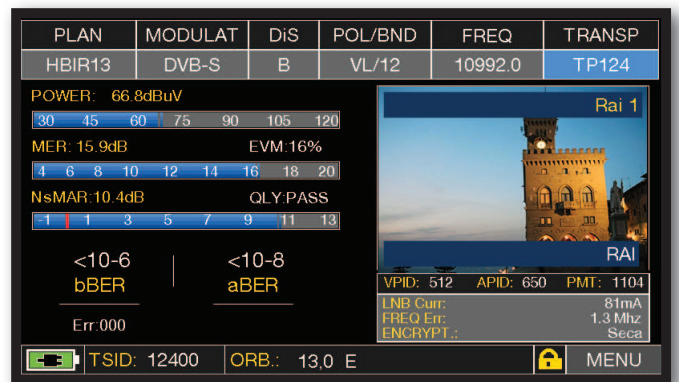 PLAN MODULAT DiS POL/BND FREQ TRANSP
HBIR13 DVB-S B VL/12 10992.0 TP124
POWER: 66.8dBuV
30 45 60 75 90 105 120
MER: 15.9dB EVM:16%
4 6 8 10 12 14 16 18 20
NsMAR:10.4dB QLY:PASS
-1 1 3 5 7 9 11 13
<10-6 <10-8
bBER aBER
Err:000
Rai 1
RAI
VPID: 512 APID: 650 PMT: 1104
LNB Curr: 81mA
FREQ Err: 1.3 Mhz
ENCRYPT.: Seca
TSID: 12400 ORB.: 13,0 E MENU